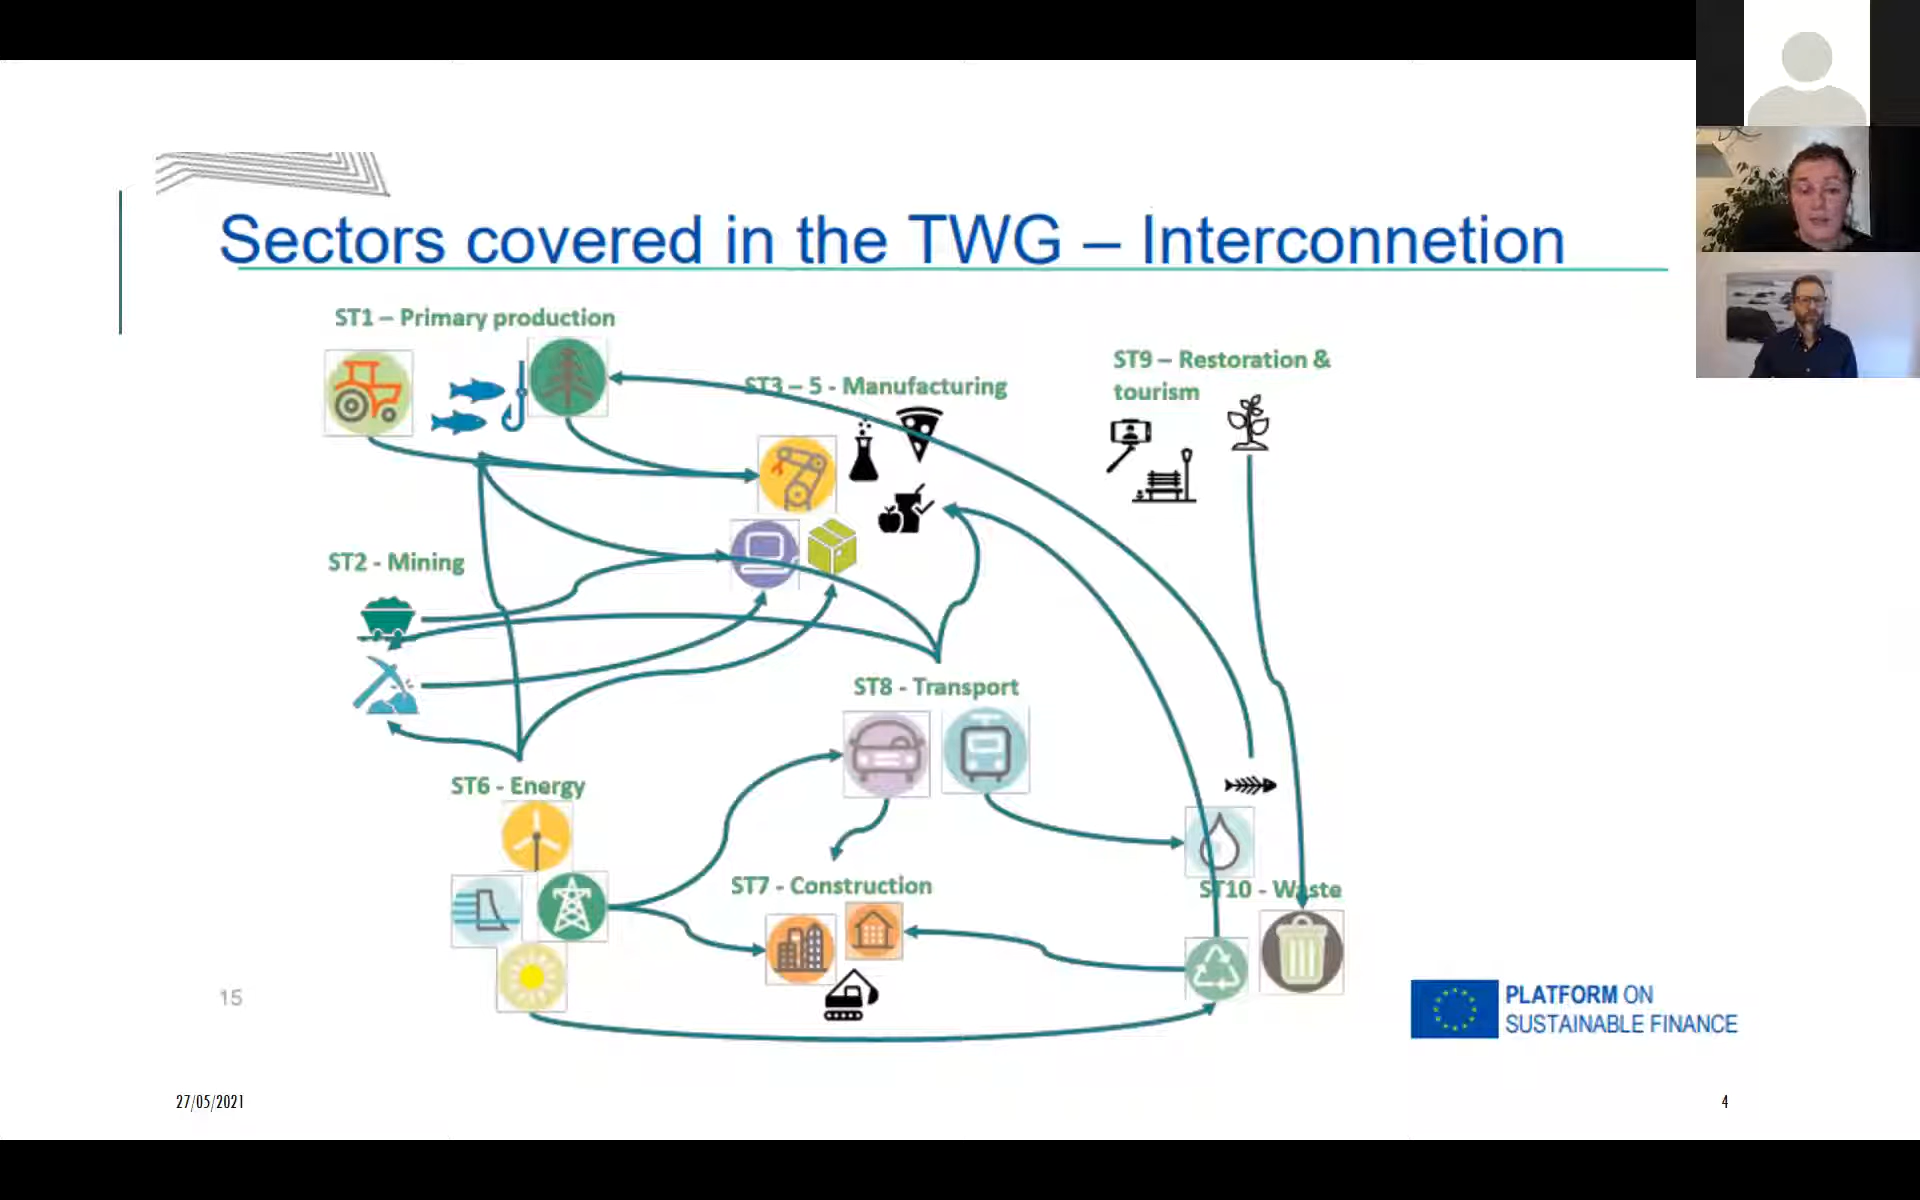 Sectors covered in the TWG – Interconnetion
ST1 – Primary production
ST3 – 5 - Manufacturing
ST9 – Restoration &
tourism
ST2 - Mining
ST8 - Transport
ST6 - Energy
ST7 - Construction
ST10 - Waste
15
PLATFORM ON
SUSTAINABLE FINANCE
27/05/2021
4